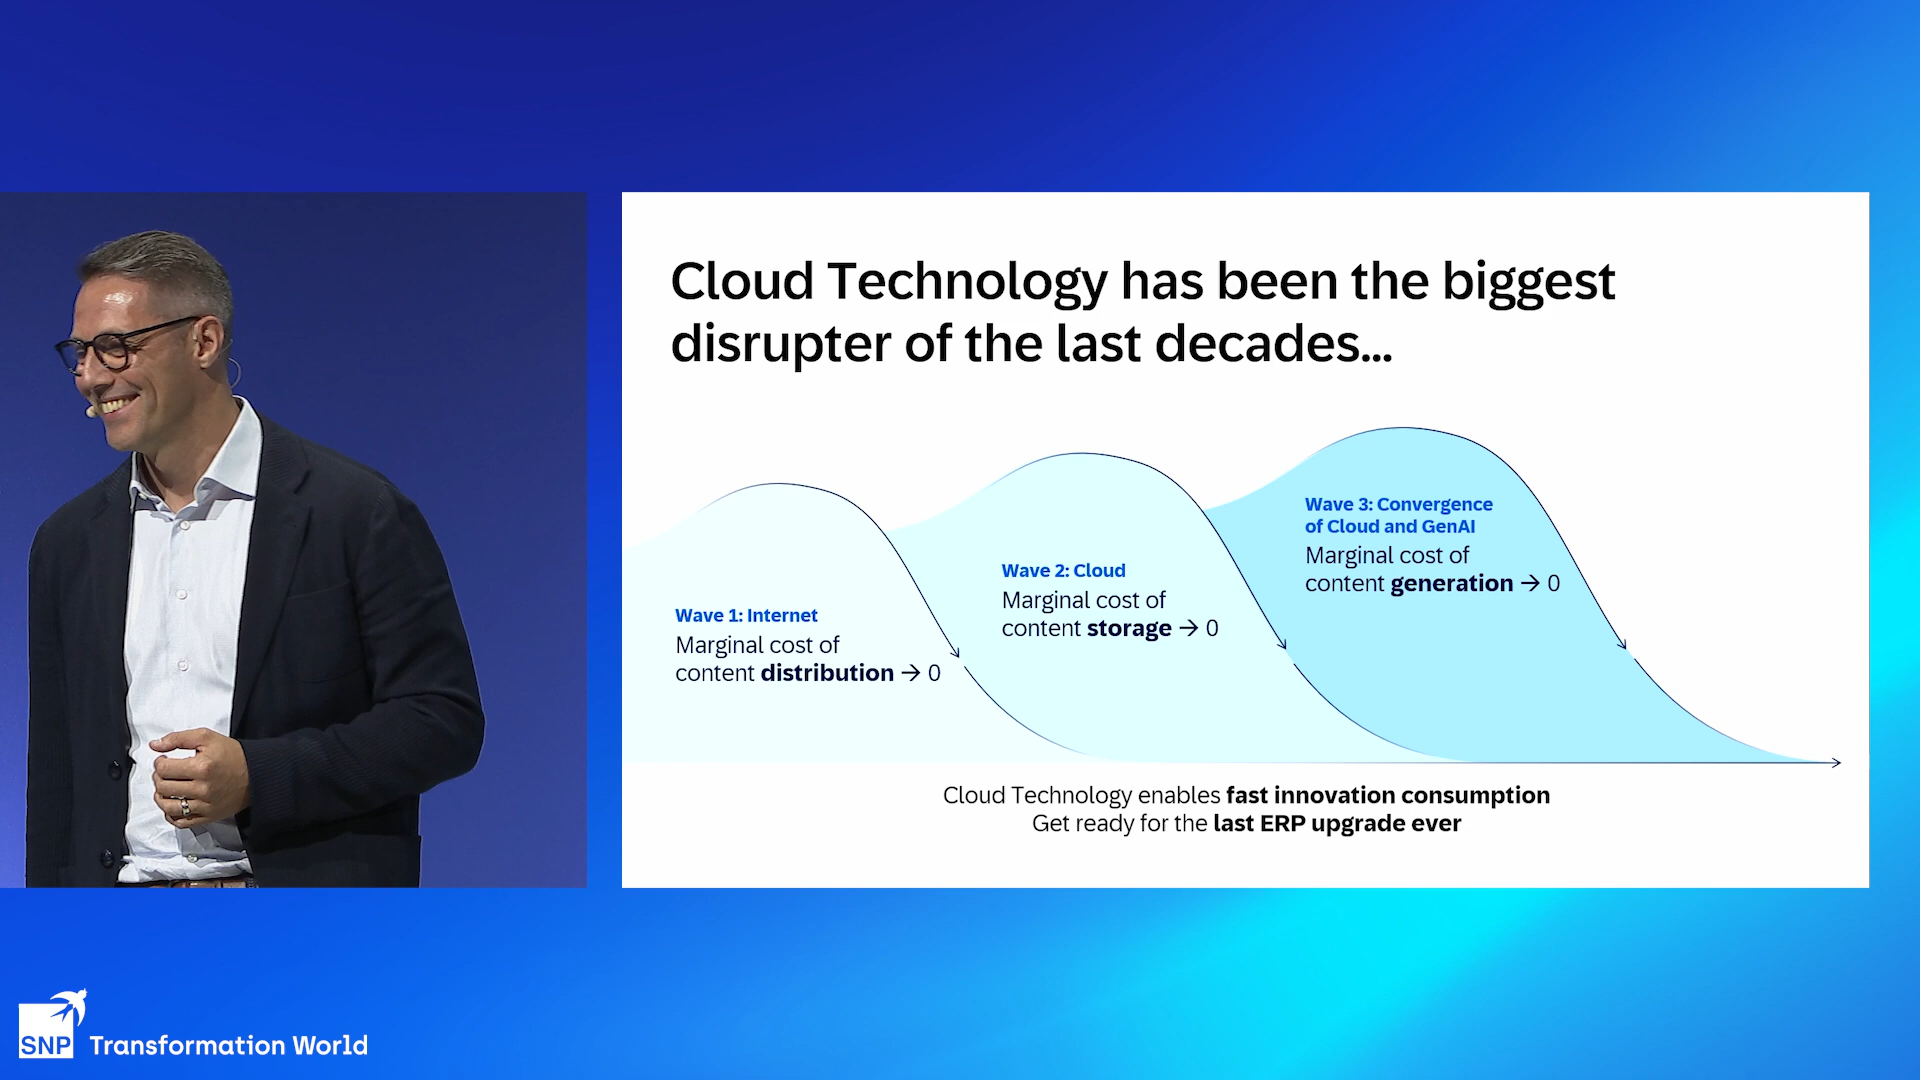 Cloud Technology has been the biggest
disrupter of the last decades...
Wave 1: Internet
Marginal cost of
content distribution → 0
Wave 2: Cloud
Marginal cost of
content storage → 0
Wave 3: Convergence
of Cloud and GenAI
Marginal cost of
content generation → 0
Cloud Technology enables fast innovation consumption
Get ready for the last ERP upgrade ever
SNP Transformation World